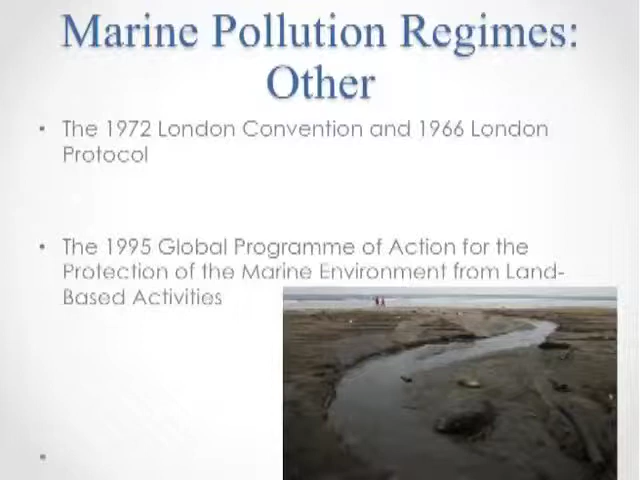 Marine Pollution Regimes:
Other
• The 1972 London Convention and 1966 London
Protocol
• The 1995 Global Programme of Action for the
Protection of the Marine Environment from Land-
Based Activities
•